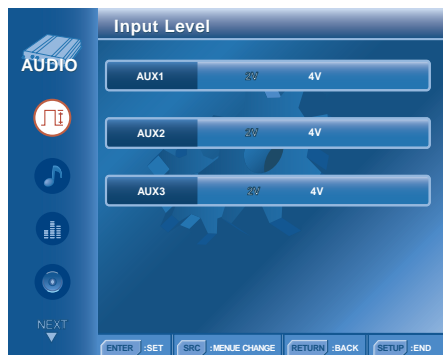 Input Level
AUDIO
AUX1 2V 4V
AUX2 2V 4V
AUX3 2V 4V
NEXT
ENTER :SET SRC :MENUE CHANGE RETURN :BACK SETUP :END